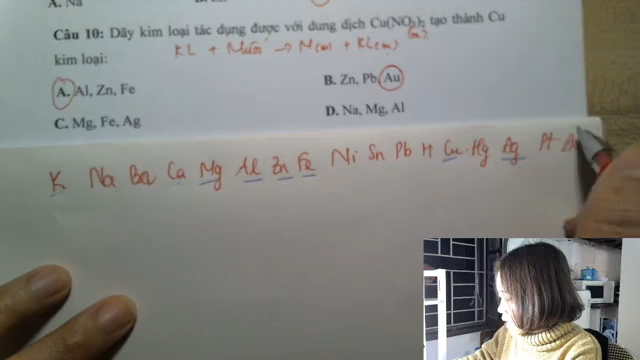 A. Na
Câu 10: Dãy kim loại tác dụng được với dung dịch Cu(NO3)2 tạo thành Cu
KL + Muối → M(m) + KL(m) (m)
kim loại:
A. Al, Zn, Fe
B. Zn, Pb, Au
C. Mg, Fe, Ag
D. Na, Mg, Al
K Na Ba Ca Mg Al Zn Fe Ni Sn Pb H Cu Hg Ag Pt